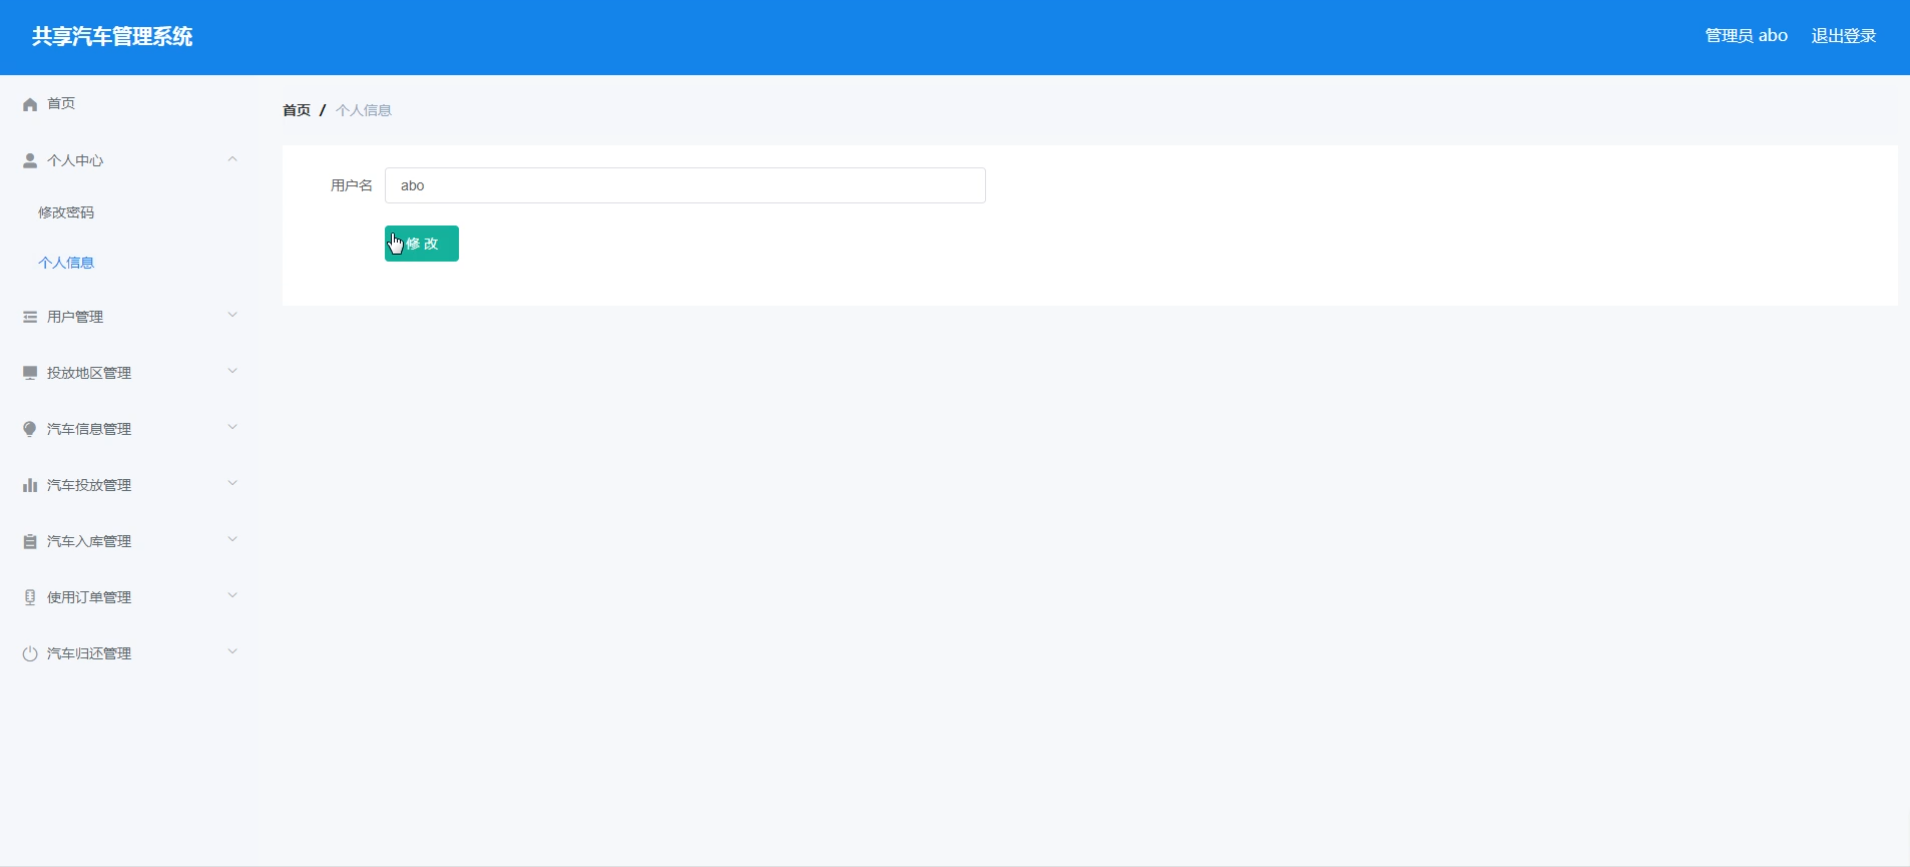 共享汽车管理系统
管理员 abo 退出登录
首页
首页 / 个人信息
个人中心
修改密码
个人信息
用户管理
投放地区管理
汽车信息管理
汽车投放管理
汽车入库管理
使用订单管理
汽车归还管理
用户名 abo
修 改